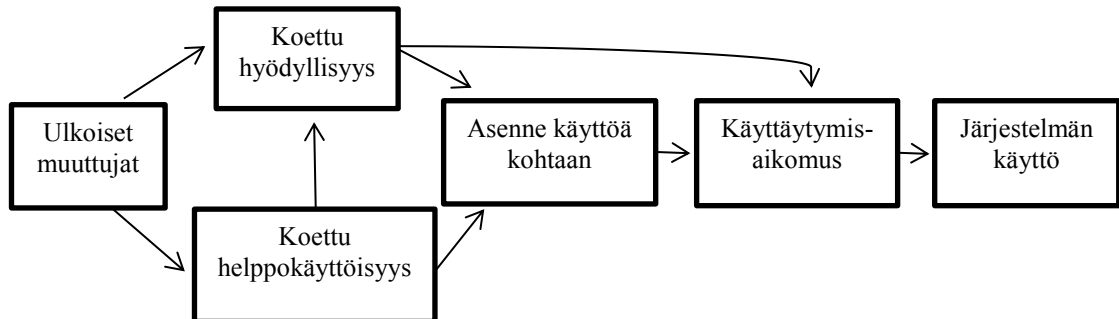 Koettu
hyödyllisyys
Ulkoiset
muuttujat
Asenne käyttöä
kohtaan
Käyttäytymis-
aikomus
Järjestelmän
käyttö
Koettu
helppokäyttöisyys